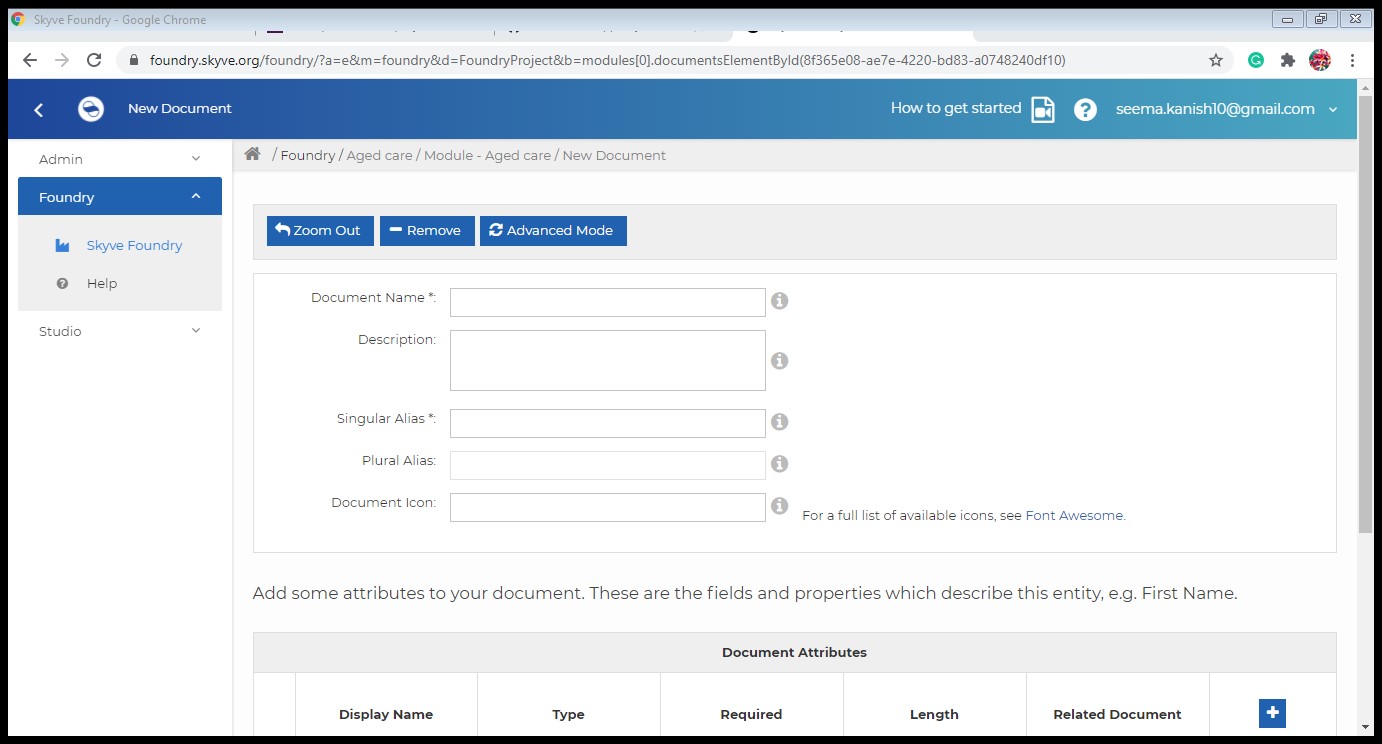 Skyve Foundry - Google Chrome
foundry.skyve.org/foundry/?a=e&m=foundry&d=FoundryProject&b=modules[0].documentsElementById(8f365e08-ae7e-4220-bd83-a0748240df10)
New Document
How to get started
seema.kanish10@gmail.com
Admin
Foundry
Skyve Foundry
Help
Studio
/ Foundry / Aged care / Module - Aged care / New Document
Zoom Out
Remove
Advanced Mode
Document Name *:
Description:
Singular Alias *:
Plural Alias:
Document Icon:
For a full list of available icons, see Font Awesome.
Add some attributes to your document. These are the fields and properties which describe this entity, e.g. First Name.
Document Attributes
Display Name Type Required Length Related Document